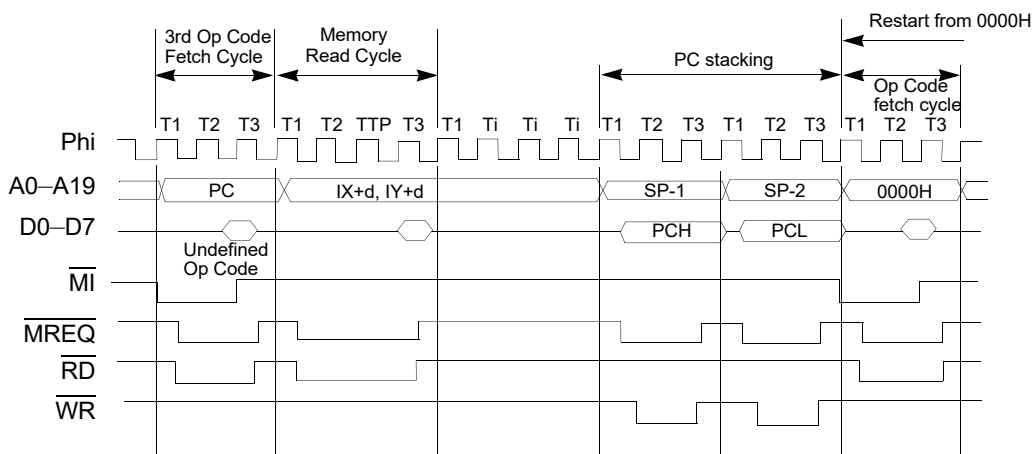 Restart from 0000H
3rd Op Code
Fetch Cycle
Memory
Read Cycle
PC stacking
Op Code
fetch cycle
Phi T1 T2 T3 T1 T2 TTP T3 T1 Ti Ti Ti T1 T2 T3 T1 T2 T3 T1 T2 T3
A0–A19 PC IX+d, IY+d SP-1 SP-2 0000H
D0–D7 PCH PCL
Undefined
Op Code
MI
MREQ
RD
WR